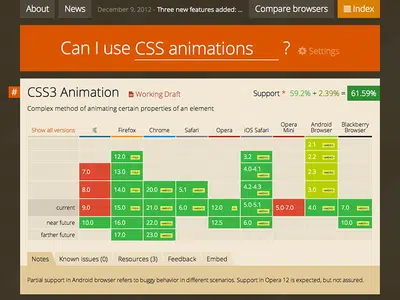 About News December 9, 2012 - Three new features added: ... Compare browsers Index
Can I use CSS animations ? Settings
# CSS3 Animation Working Draft Support * 59.2% + 2.39% = 61.59%
Complex method of animating certain properties of an element
Show all versions IE Firefox Chrome Safari Opera iOS Safari Opera Mini Android Browser Blackberry Browser
2.1
12.0 3.2 2.2
7.0 13.0 4.0-4.1 2.3
8.0 14.0 20.0 5.1 4.2-4.3 3.0
current 9.0 15.0 21.0 6.0 12.0 5.0-5.1 5.0-7.0 4.0 7.0
near future 10.0 16.0 22.0 12.5 6.0 10.0
farther future 17.0 23.0
Notes Known issues (0) Resources (3) Feedback Embed
Partial support in Android browser refers to buggy behavior in different scenarios. Support in Opera 12 is expected, but not assured.